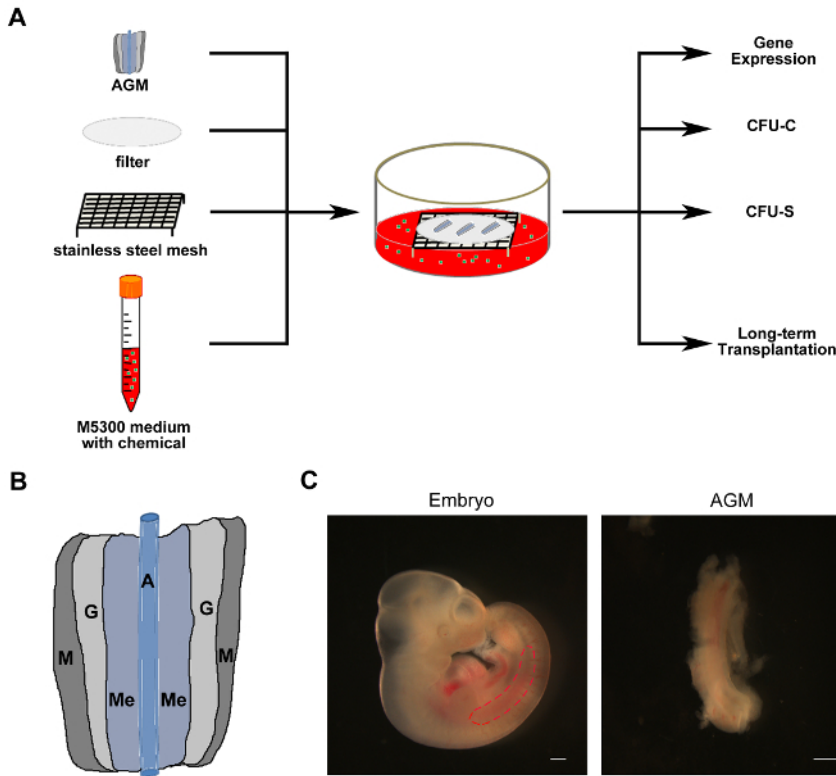 A
AGM
filter
stainless steel mesh
M5300 medium
with chemical
Gene
Expression
CFU-C
CFU-S
Long-term
Transplantation
B
A
G
G
M
M
Me
Me
C
Embryo
AGM